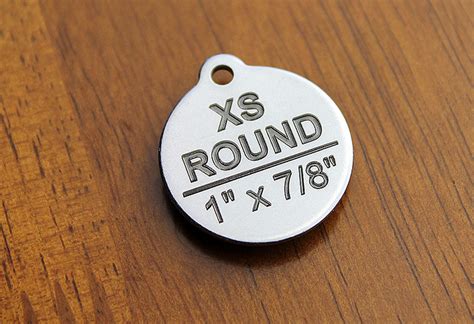 XS
ROUND
1" x 7/8"